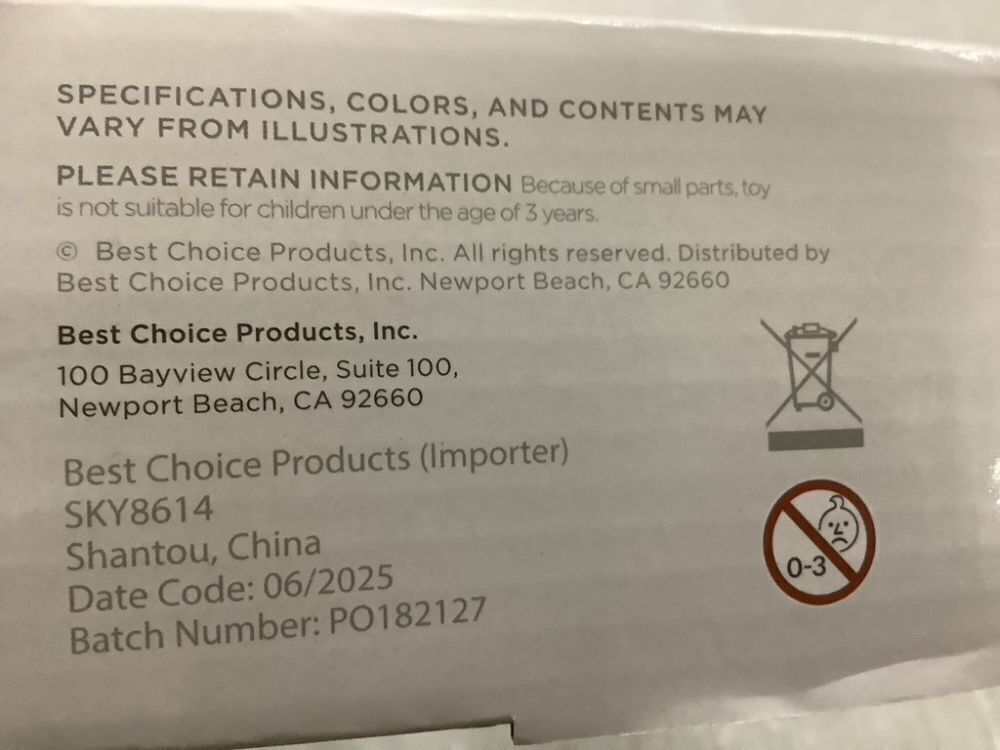 SPECIFICATIONS, COLORS, AND CONTENTS MAY
VARY FROM ILLUSTRATIONS.
PLEASE RETAIN INFORMATION Because of small parts, toy
is not suitable for children under the age of 3 years.
© Best Choice Products, Inc. All rights reserved. Distributed by
Best Choice Products, Inc. Newport Beach, CA 92660
Best Choice Products, Inc.
100 Bayview Circle, Suite 100,
Newport Beach, CA 92660
Best Choice Products (Importer)
SKY8614
Shantou, China
Date Code: 06/2025
Batch Number: PO182127
0-3